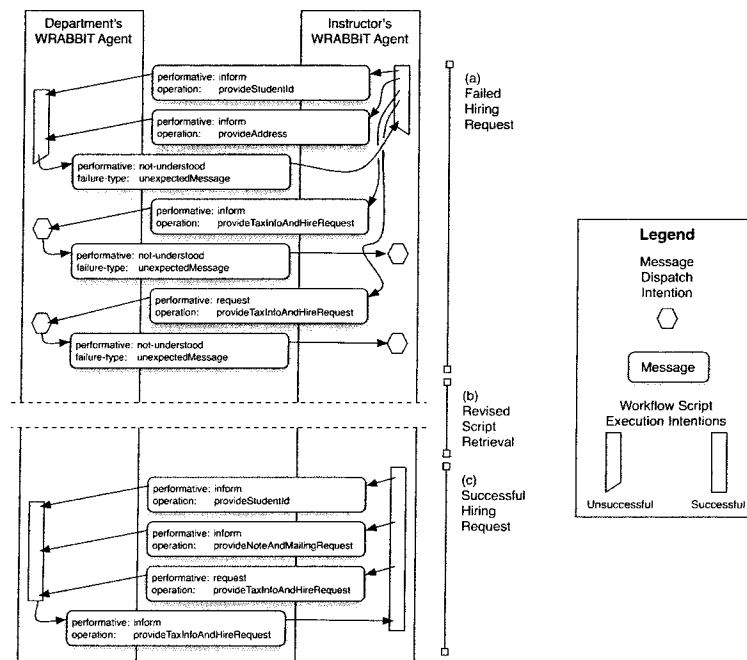 Department's
WRABBIT Agent
Instructor's
WRABBIT Agent
performative: inform
operation: provideStudentId
performative: inform
operation: provideAddress
performative: not-understood
failure-type: unexpectedMessage
performative: inform
operation: provideTaxInfoAndHireRequest
performative: not-understood
failure-type: unexpectedMessage
performative: request
operation: provideTaxInfoAndHireRequest
performative: not-understood
failure-type: unexpectedMessage
(a)
Failed
Hiring
Request
(b)
Revised
Script
Retrieval
performative: inform
operation: provideStudentId
performative: inform
operation: provideNoteAndMailingRequest
performative: request
operation: provideTaxInfoAndHireRequest
performative: inform
operation: provideTaxInfoAndHireRequest
(c)
Successful
Hiring
Request
Legend
Message
Dispatch
Intention
Message
Workflow Script
Execution Intentions
Unsuccessful
Successful